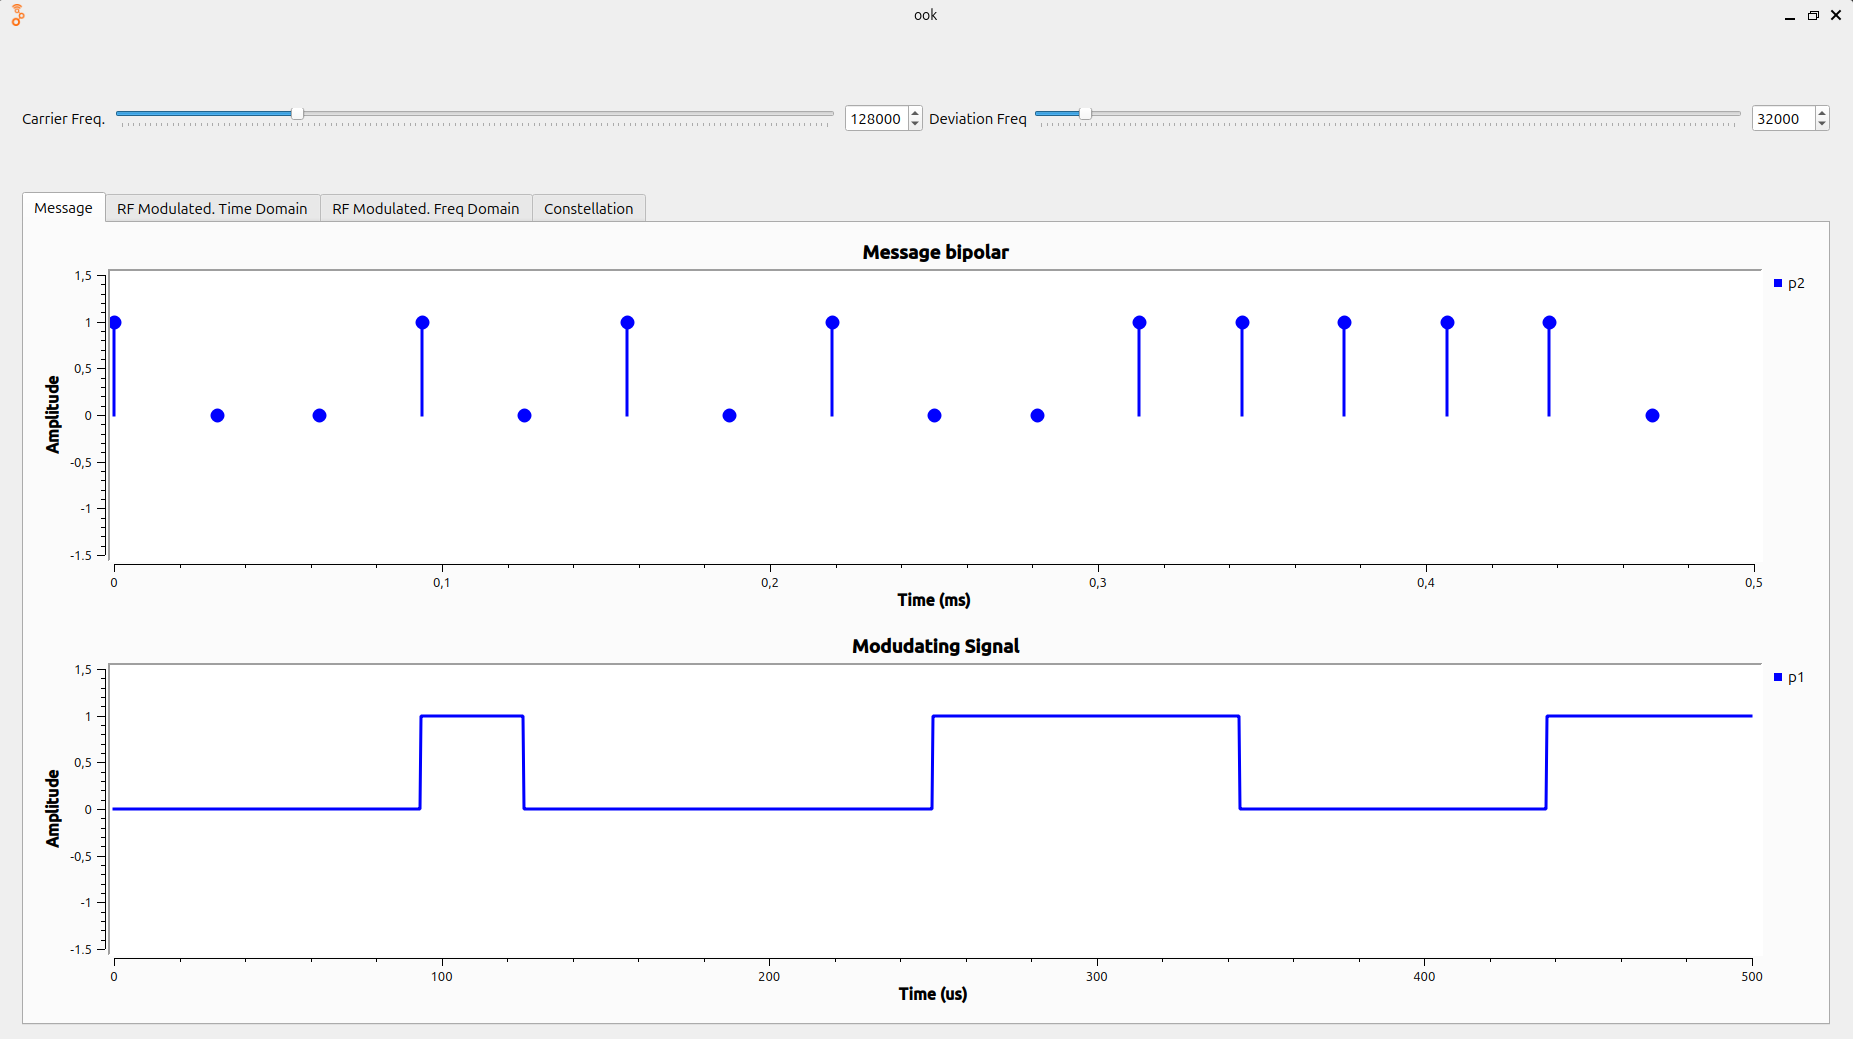 ook
Carrier Freq.
128000
Deviation Freq
32000
Message
RF Modulated. Time Domain
RF Modulated. Freq Domain
Constellation
Message bipolar
p2
Amplitude
1,5
1
0,5
0
-0,5
-1
-1.5
0
0,1
0,2
0,3
0,4
0,5
Time (ms)
Modudating Signal
p1
Amplitude
1,5
1
0,5
0
-0,5
-1
-1.5
0
100
200
300
400
500
Time (us)